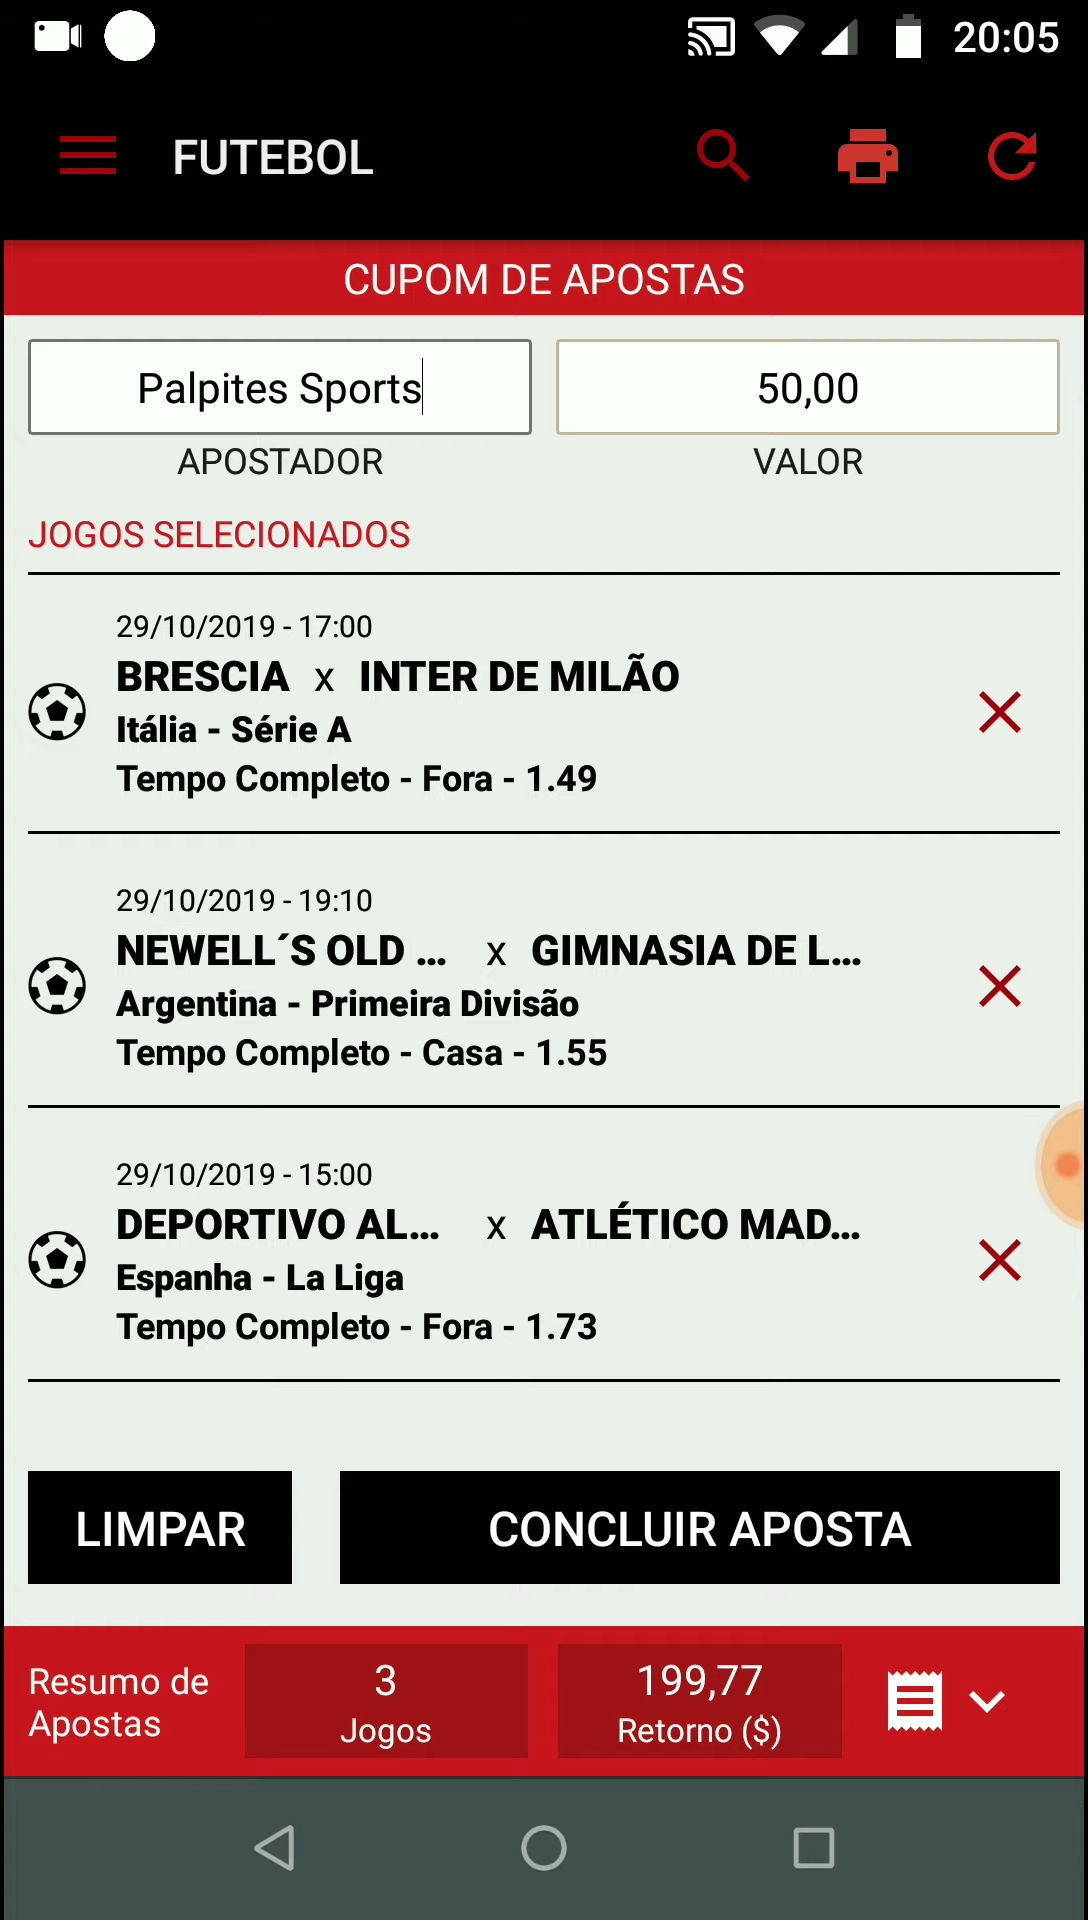 20:05
FUTEBOL
CUPOM DE APOSTAS
Palpites Sports
50,00
APOSTADOR
VALOR
JOGOS SELECIONADOS
29/10/2019 - 17:00
BRESCIA x INTER DE MILÃO
Itália - Série A
Tempo Completo - Fora - 1.49
29/10/2019 - 19:10
NEWELL´S OLD ... x GIMNASIA DE L...
Argentina - Primeira Divisão
Tempo Completo - Casa - 1.55
29/10/2019 - 15:00
DEPORTIVO AL... x ATLÉTICO MAD...
Espanha - La Liga
Tempo Completo - Fora - 1.73
LIMPAR
CONCLUIR APOSTA
Resumo de
Apostas
3
Jogos
199,77
Retorno ($)